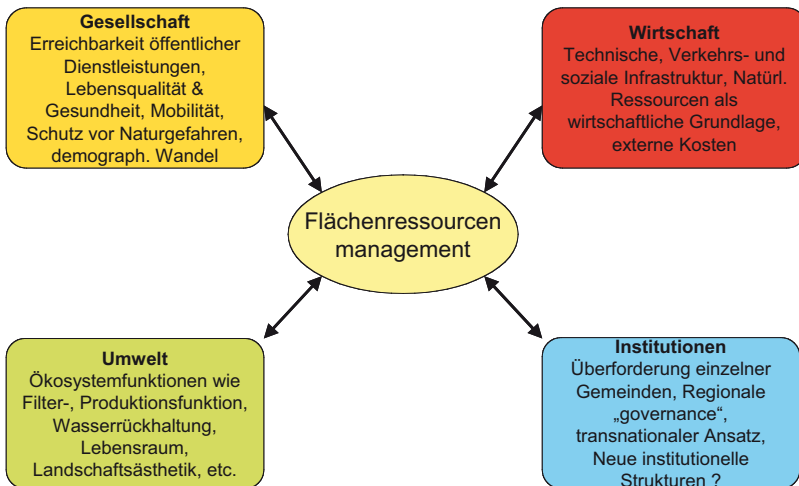 Gesellschaft
Erreichbarkeit öffentlicher
Dienstleistungen,
Lebensqualität &
Gesundheit, Mobilität,
Schutz vor Naturgefahren,
demograph. Wandel
Wirtschaft
Technische, Verkehrs- und
soziale Infrastruktur, Natürl.
Ressourcen als
wirtschaftliche Grundlage,
externe Kosten
Flächenressourcen
management
Umwelt
Ökosystemfunktionen wie
Filter-, Produktionsfunktion,
Wasserrückhaltung,
Lebensraum,
Landschaftsästhetik, etc.
Institutionen
Überforderung einzelner
Gemeinden, Regionale
„governance“,
transnationaler Ansatz,
Neue institutionelle
Strukturen ?